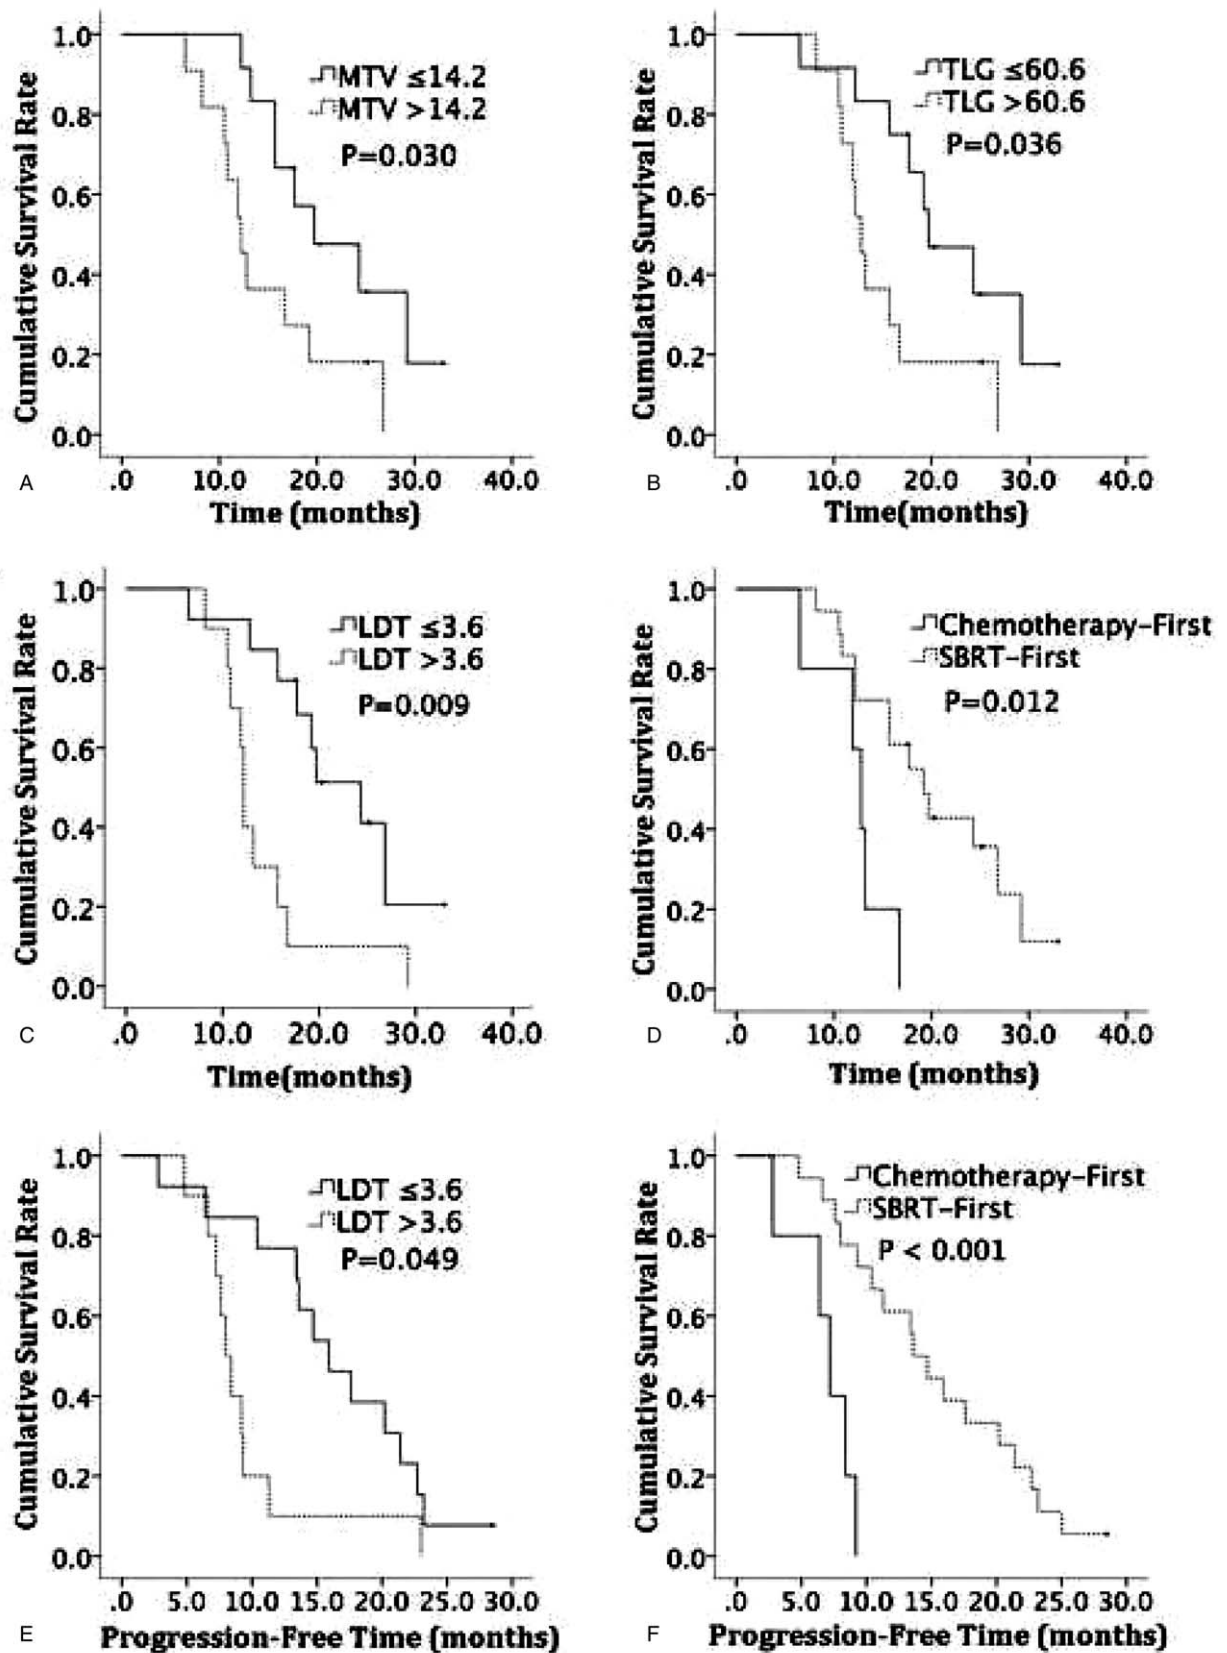 1.0
0.8
0.6
0.4
0.2
0.0
Cumulative Survival Rate
MTV ≤14.2
MTV >14.2
P=0.030
.0 10.0 20.0 30.0 40.0
A
Time (months)
1.0
0.8
0.6
0.4
0.2
0.0
Cumulative Survival Rate
TLG ≤60.6
TLG >60.6
P=0.036
.0 10.0 20.0 30.0 40.0
B
Time(months)
1.0
0.8
0.6
0.4
0.2
0.0
Cumulative Survival Rate
LDT ≤3.6
LDT >3.6
P=0.009
.0 10.0 20.0 30.0 40.0
C
Time(months)
1.0
0.8
0.6
0.4
0.2
0.0
Cumulative Survival Rate
Chemotherapy-First
SBRT-First
P=0.012
.0 10.0 20.0 30.0 40.0
D
Time (months)
1.0
0.8
0.6
0.4
0.2
0.0
Cumulative Survival Rate
LDT ≤3.6
LDT >3.6
P=0.049
.0 5.0 10.0 15.0 20.0 25.0 30.0
E
Progression-Free Time (months)
1.0
0.8
0.6
0.4
0.2
0.0
Cumulative Survival Rate
Chemotherapy-First
SBRT-First
P < 0.001
.0 5.0 10.0 15.0 20.0 25.0 30.0
F
Progression-Free Time (months)